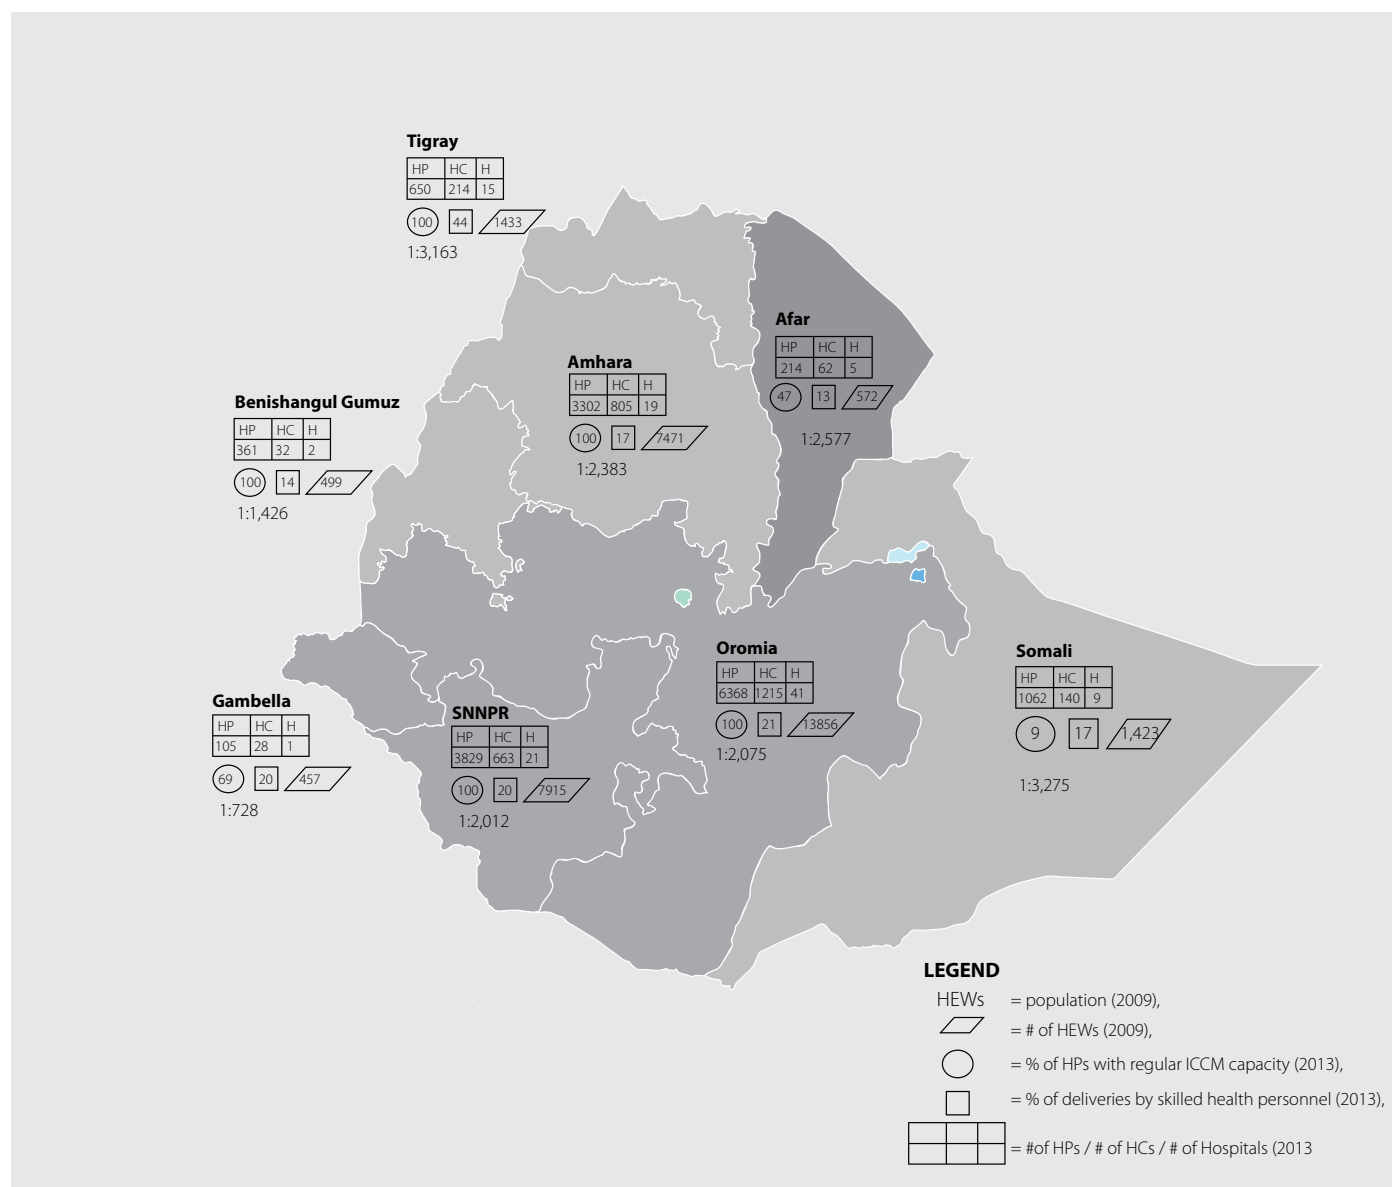 Tigray
HP HC H
650 214 15
100 44 1433
1:3,163
Afar
HP HC H
214 62 5
47 13 572
1:2,577
Amhara
HP HC H
3302 805 19
100 17 7471
1:2,383
Benishangul Gumuz
HP HC H
361 32 2
100 14 499
1:1,426
Oromia
HP HC H
6368 1215 41
100 21 13856
1:2,075
Somali
HP HC H
1062 140 9
9 17 1,423
1:3,275
Gambella
HP HC H
105 28 1
69 20 457
1:728
SNNPR
HP HC H
3829 663 21
100 20 7915
1:2,012
LEGEND
HEWs = population (2009),
= # of HEWs (2009),
= % of HPs with regular ICCM capacity (2013),
= % of deliveries by skilled health personnel (2013),
= #of HPs / # of HCs / # of Hospitals (2013